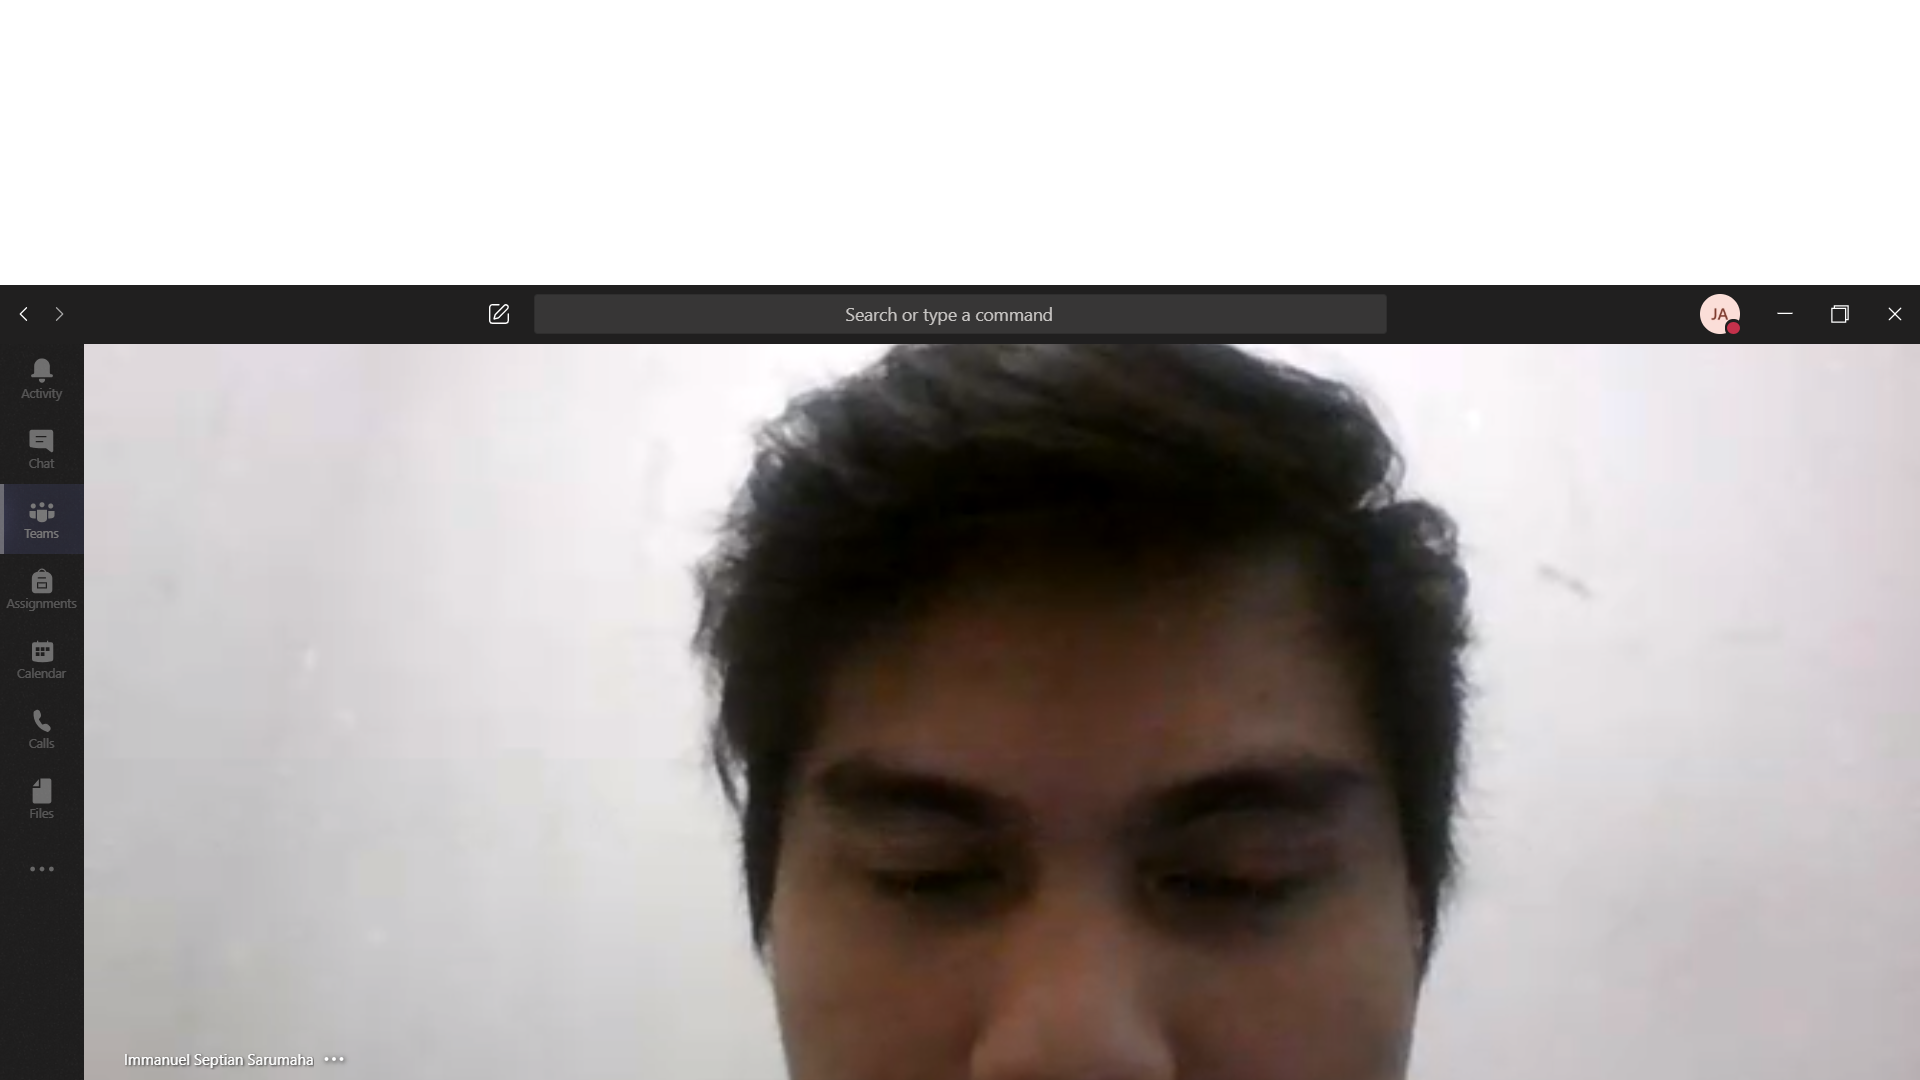 Search or type a command
JA
Activity
Chat
Teams
Assignments
Calendar
Calls
Files
Immanuel Septian Sarumaha